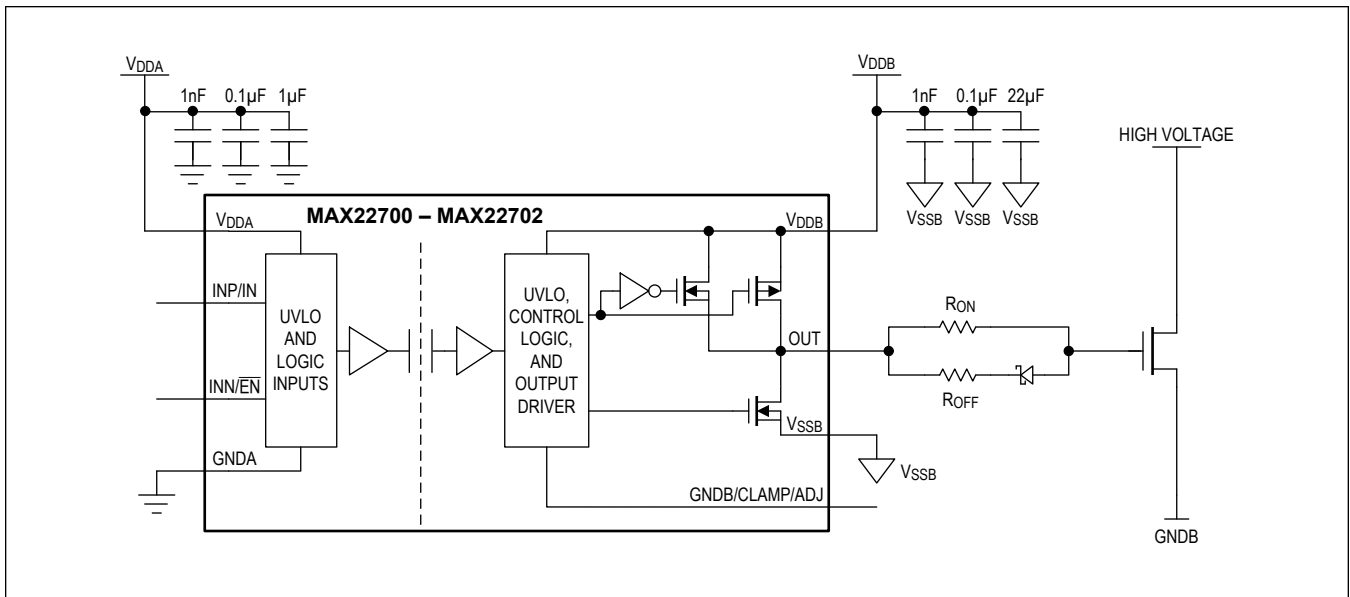 VDDA
1nF 0.1µF 1µF
VDDB
1nF 0.1µF 22µF
HIGH VOLTAGE
VSSB VSSB VSSB
MAX22700 – MAX22702
VDDA
VDDB
INP/IN
UVLO
AND
LOGIC
INPUTS
INN/EN
GNDA
UVLO,
CONTROL
LOGIC,
AND
OUTPUT
DRIVER
OUT
RON
ROFF
VSSB
VSSB
GNDB/CLAMP/ADJ
GNDB